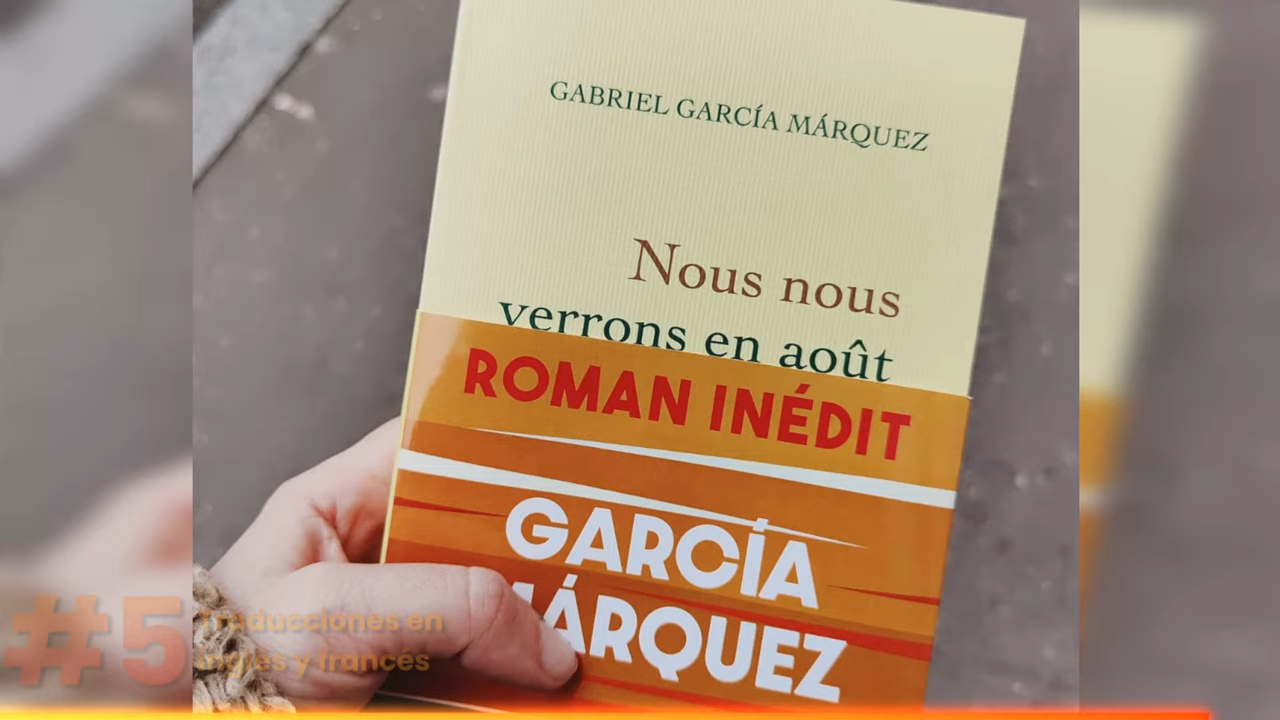 GABRIEL GARCÍA MÁRQUEZ
Nous nous
verrons en août
ROMAN INÉDIT
GARCÍA
MÁRQUEZ
#5
Traducciones en
inglés y francés